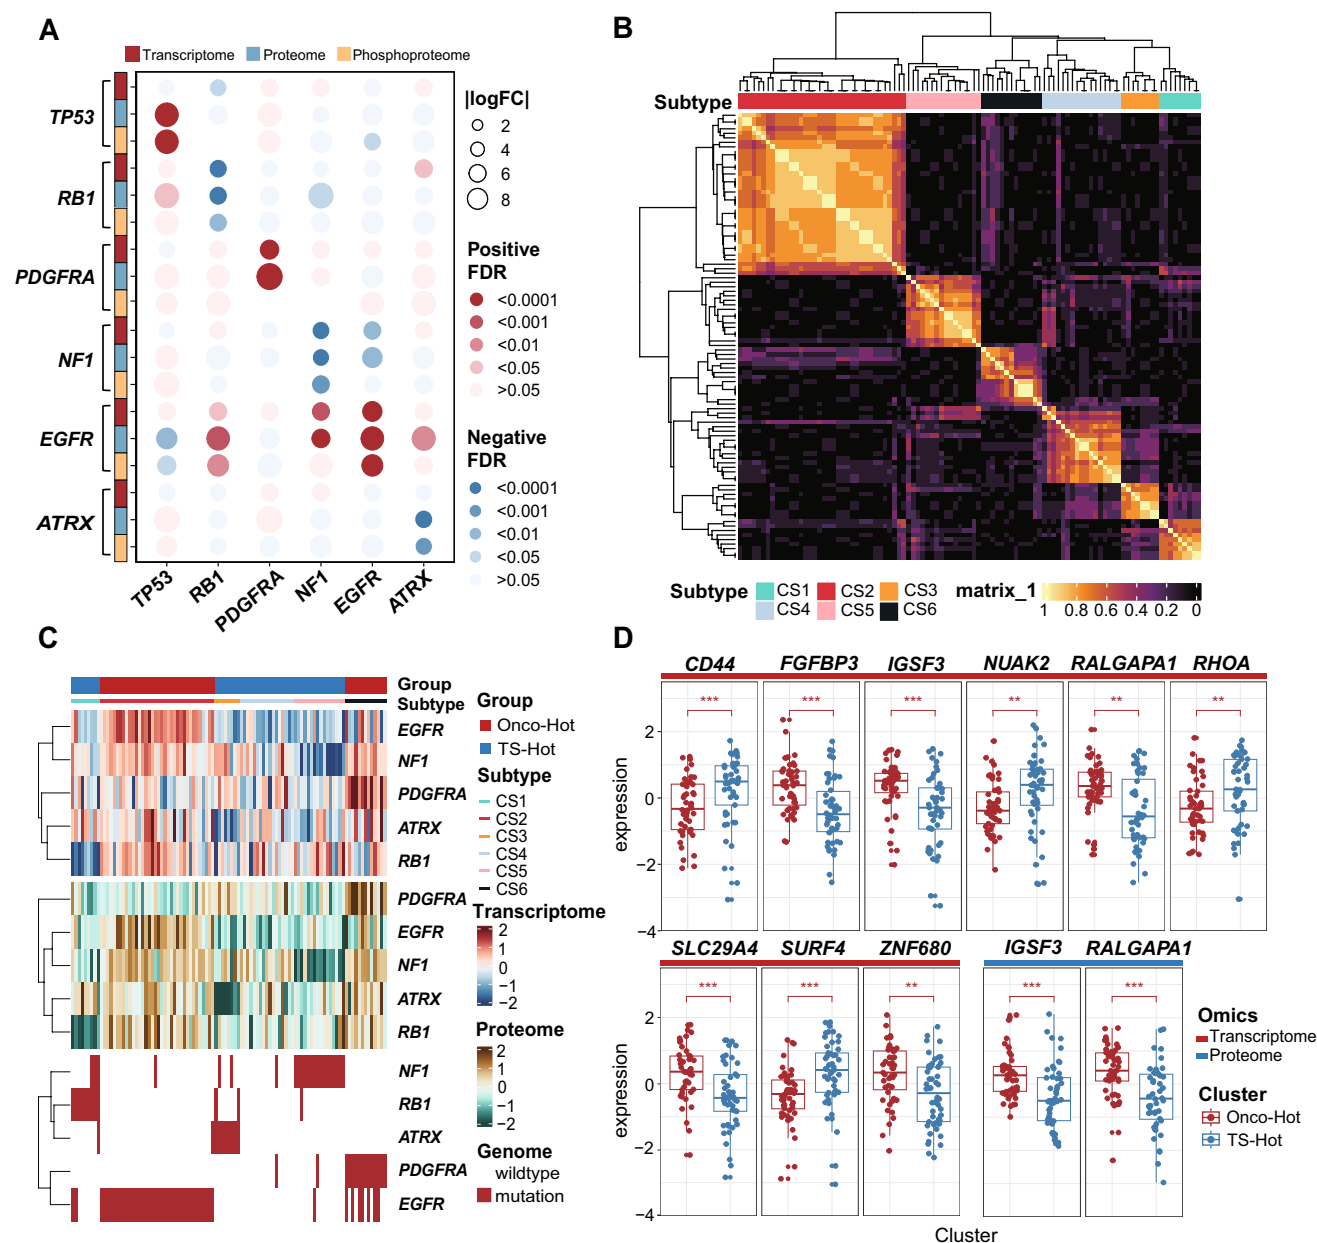 A
Transcriptome Proteome Phosphoproteome
TP53
RB1
PDGFRA
NF1
EGFR
ATRX
TP53 RB1 PDGFRA NF1 EGFR ATRX
|logFC|
2
4
6
8
Positive
FDR
<0.0001
<0.001
<0.01
<0.05
>0.05
Negative
FDR
<0.0001
<0.001
<0.01
<0.05
>0.05
B
Subtype
Subtype CS1 CS2 CS3
CS4 CS5 CS6
matrix_1
1 0.8 0.6 0.4 0.2 0
C
Group
Subtype
EGFR
NF1
PDGFRA
ATRX
RB1
PDGFRA
EGFR
NF1
ATRX
RB1
NF1
RB1
ATRX
PDGFRA
EGFR
Group
Onco-Hot
TS-Hot
Subtype
CS1
CS2
CS3
CS4
CS5
CS6
Transcriptome
2
1
0
−1
−2
Proteome
2
1
0
−1
−2
Genome
wildtype
mutation
D
CD44 FGFBP3 IGSF3 NUAK2 RALGAPA1 RHOA
*** *** *** ** ** **
expression
2
0
−2
−4
SLC29A4 SURF4 ZNF680 IGSF3 RALGAPA1
*** *** ** *** ***
expression
2
0
−2
−4
Cluster
Omics
Transcriptome
Proteome
Cluster
Onco-Hot
TS-Hot